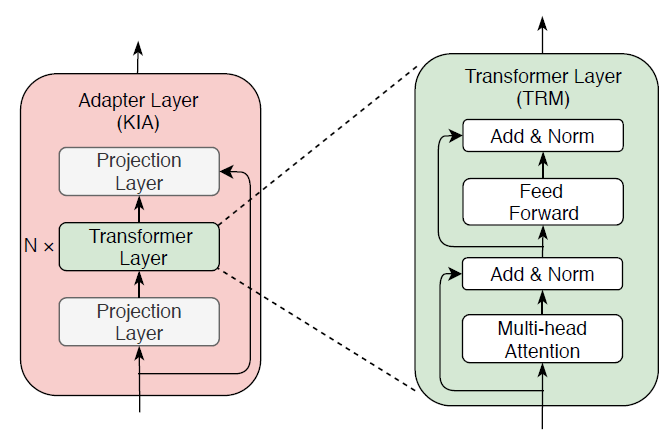 Adapter Layer
(KIA)
Projection
Layer
N ×
Transformer
Layer
Projection
Layer
Transformer Layer
(TRM)
Add & Norm
Feed
Forward
Add & Norm
Multi-head
Attention